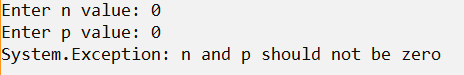 Enter n value: 0
Enter p value: 0
System.Exception: n and p should not be zero